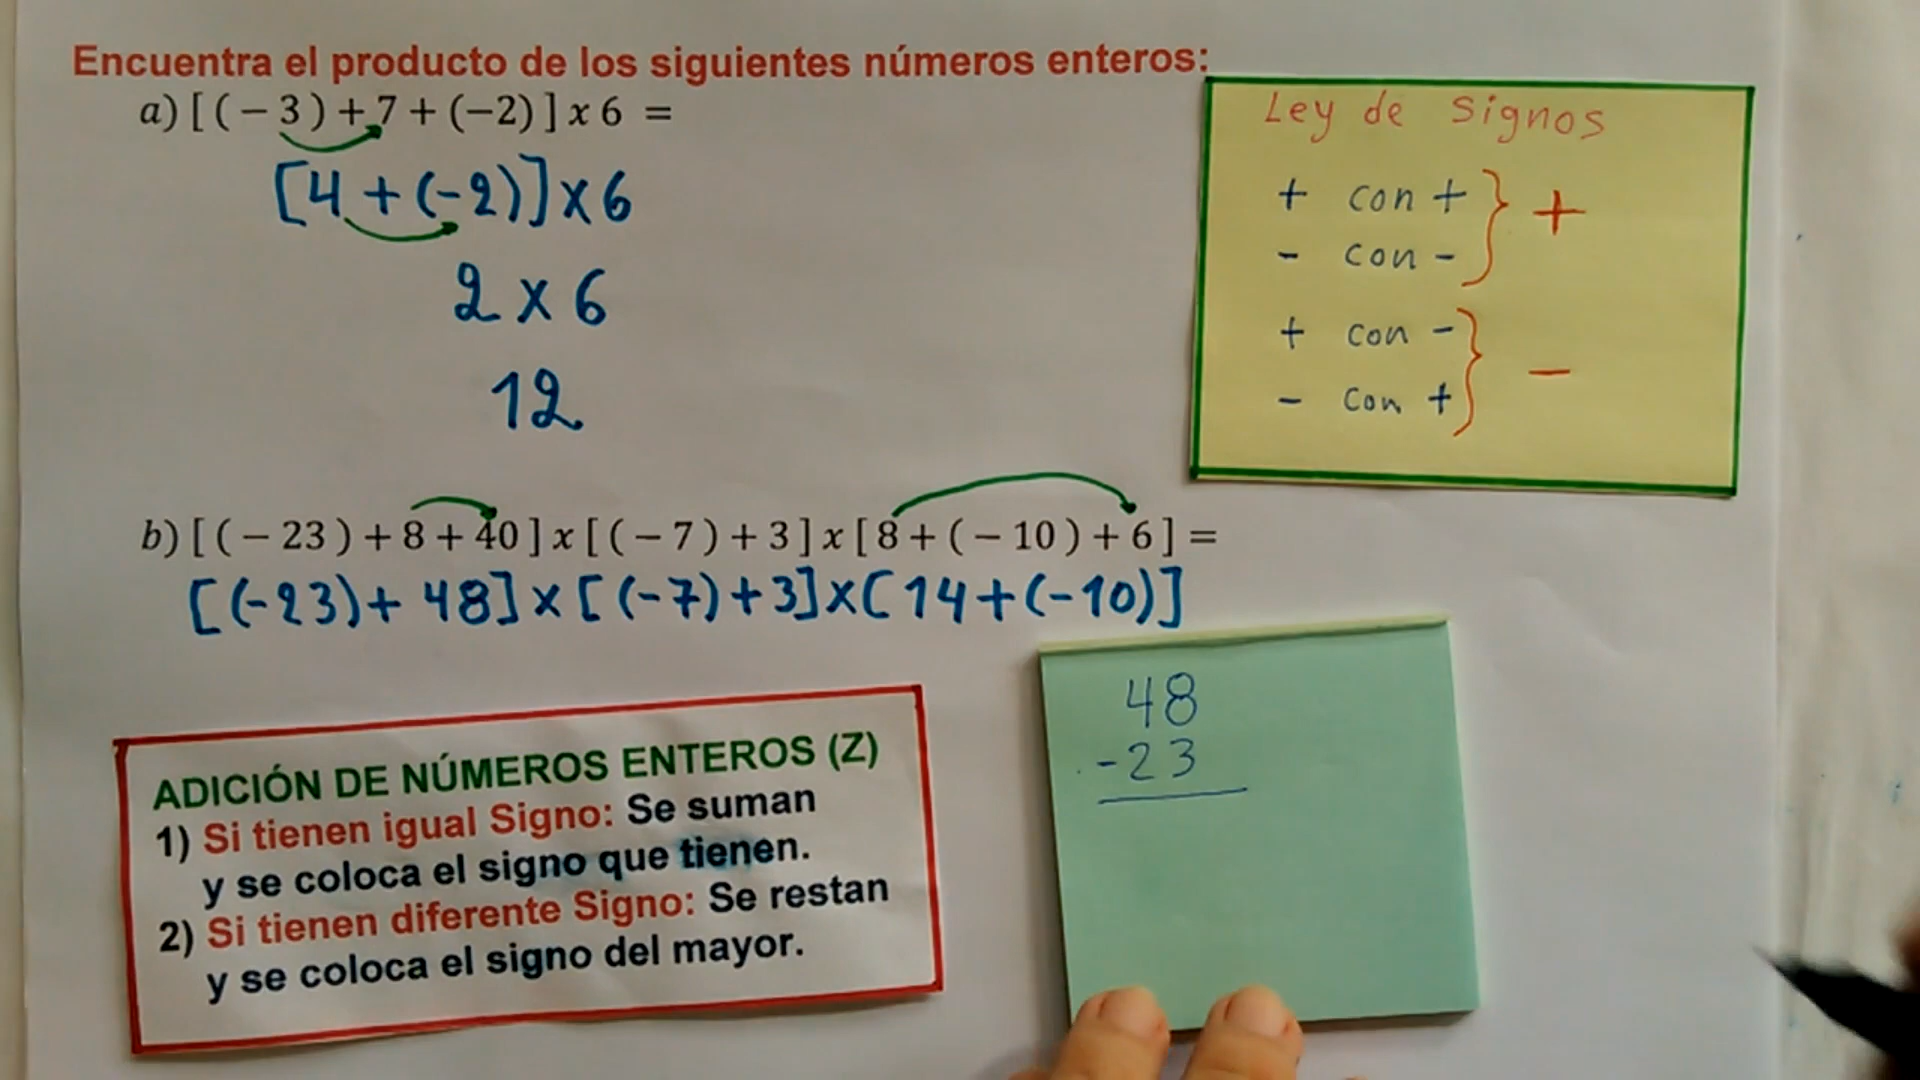 Encuentra el producto de los siguientes números enteros:
a) [ ( − 3 ) + 7 + (−2) ] x 6 =
[4 + (-2)] x 6
2 x 6
12
Ley de Signos
+ con + } +
- con -
+ con - } -
- con +
b) [ ( − 23 ) + 8 + 40 ] x [ ( − 7 ) + 3 ] x [ 8 + ( − 10 ) + 6 ] =
[(-23) + 48] x [(-7) + 3] x [14 + (-10)]
ADICIÓN DE NÚMEROS ENTEROS (Z)
1) Si tienen igual Signo: Se suman
y se coloca el signo que tienen.
2) Si tienen diferente Signo: Se restan
y se coloca el signo del mayor.
48
-23